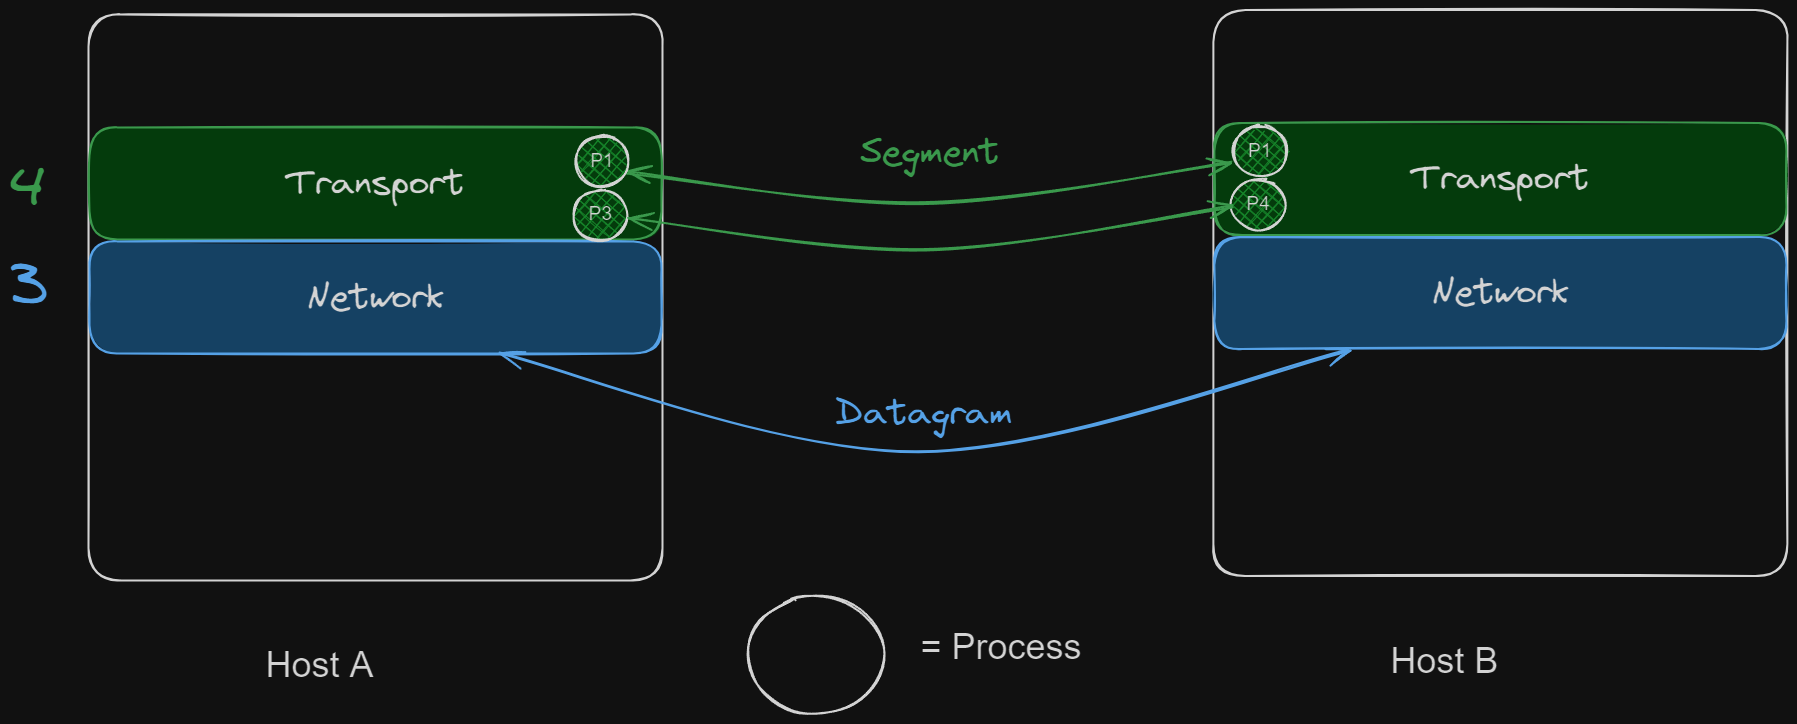 4
Transport
P1
P3
Segment
P1
P4
Transport
3
Network
Network
Datagram
= Process
Host A
Host B